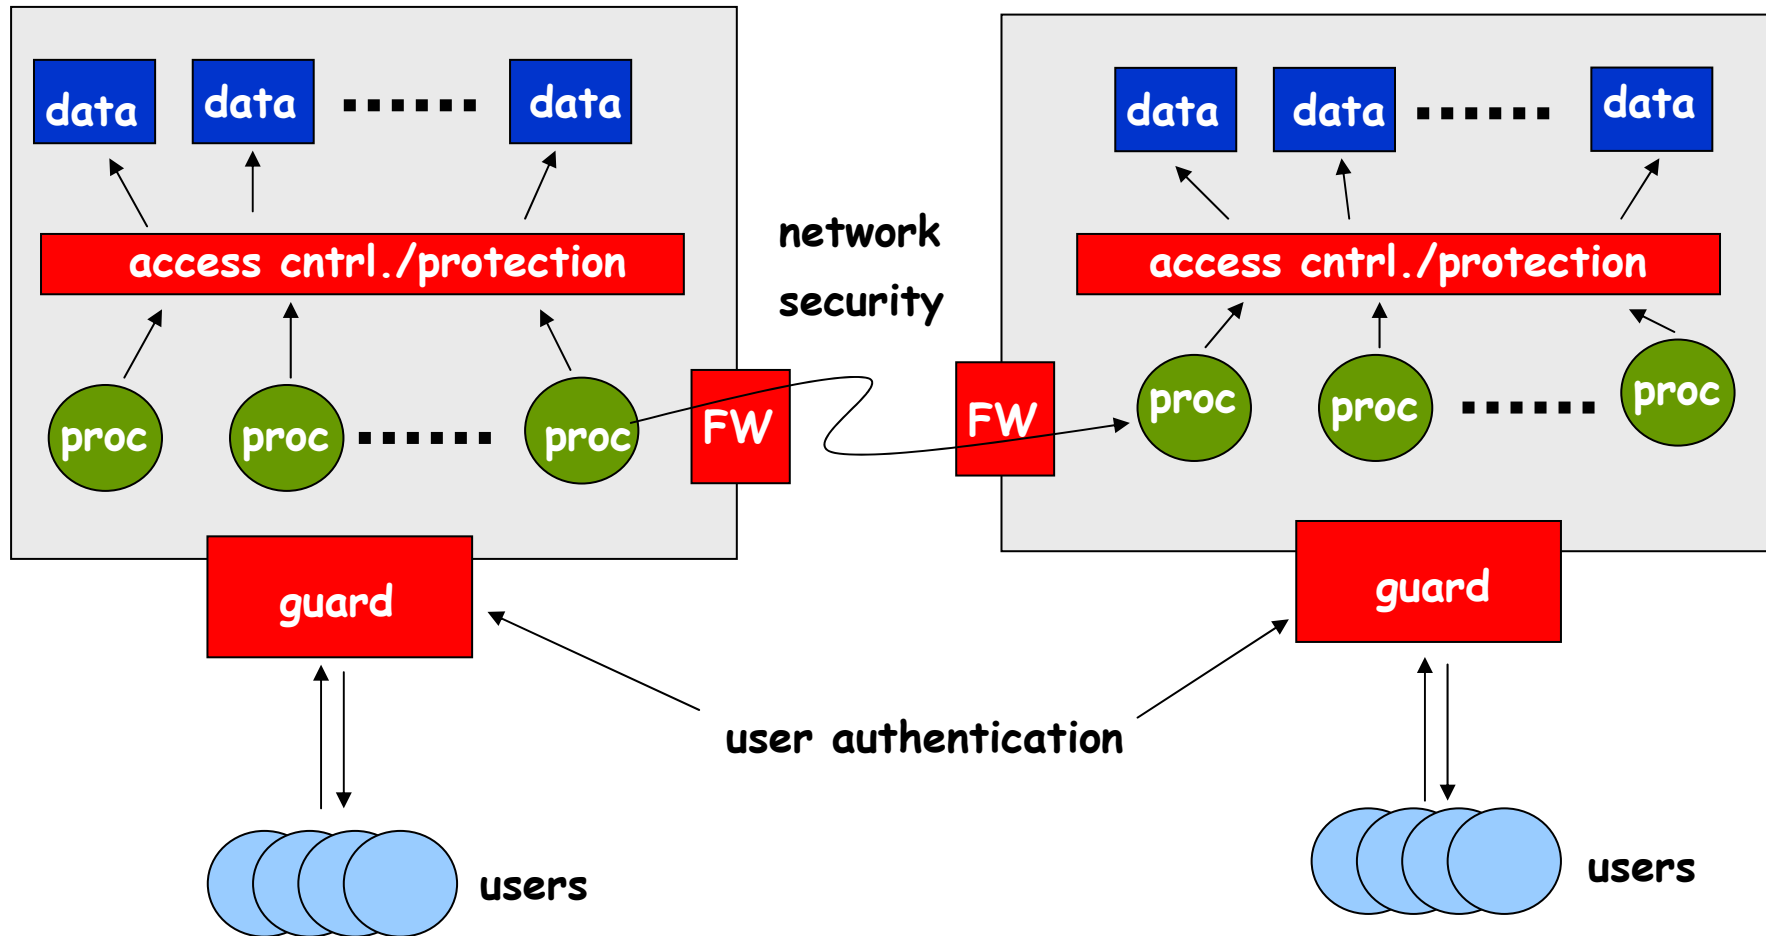 data
data
data
data
data
data
access cntrl./protection
network
security
access cntrl./protection
proc
proc
proc
FW
FW
proc
proc
proc
guard
guard
user authentication
users
users